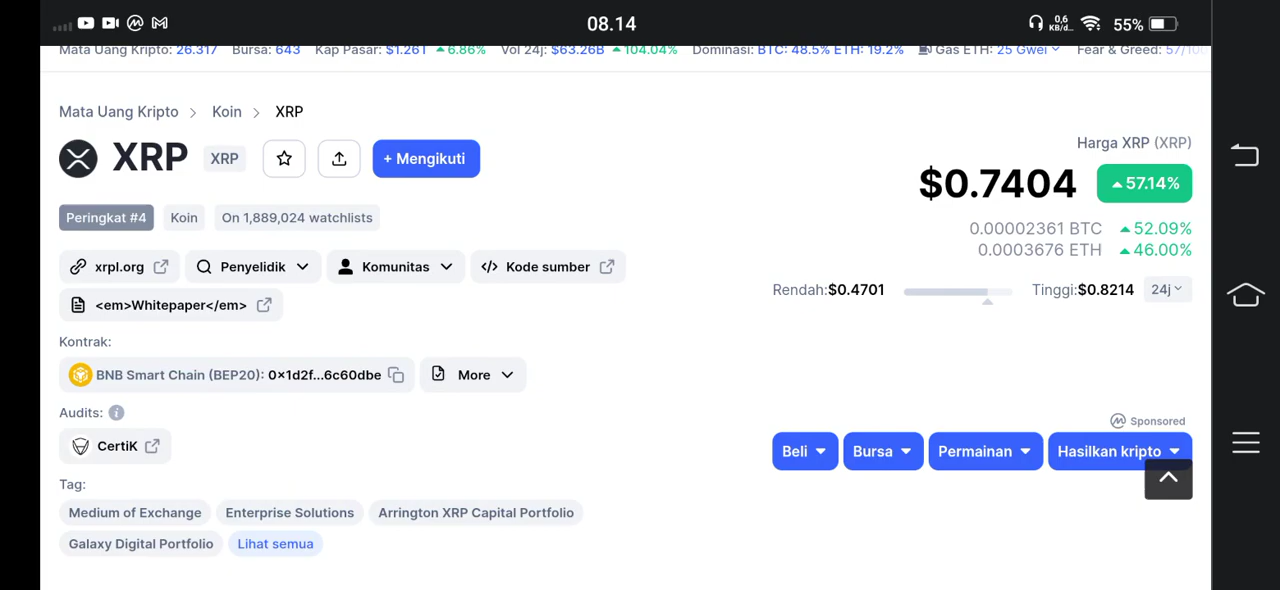 08.14
0,6 KB/d...
55%
Mata Uang Kripto: 26.317 Bursa: 643 Kap Pasar: $1.26T 6.86% Vol 24j: $63.26B 104.04% Dominasi: BTC: 48.5% ETH: 19.2% Gas ETH: 25 Gwei Fear & Greed: 57/100
Mata Uang Kripto > Koin > XRP
XRP XRP + Mengikuti
Harga XRP (XRP)
$0.7404 57.14%
Peringkat #4 Koin On 1,889,024 watchlists
0.00002361 BTC 52.09%
0.0003676 ETH 46.00%
xrpl.org Penyelidik Komunitas </> Kode sumber
Rendah:$0.4701 Tinggi:$0.8214 24j
<em>Whitepaper</em>
Kontrak:
BNB Smart Chain (BEP20): 0x1d2f...6c60dbe More
Audits:
Sponsored
CertiK
Beli Bursa Permainan Hasilkan kripto
Tag:
Medium of Exchange Enterprise Solutions Arrington XRP Capital Portfolio
Galaxy Digital Portfolio Lihat semua